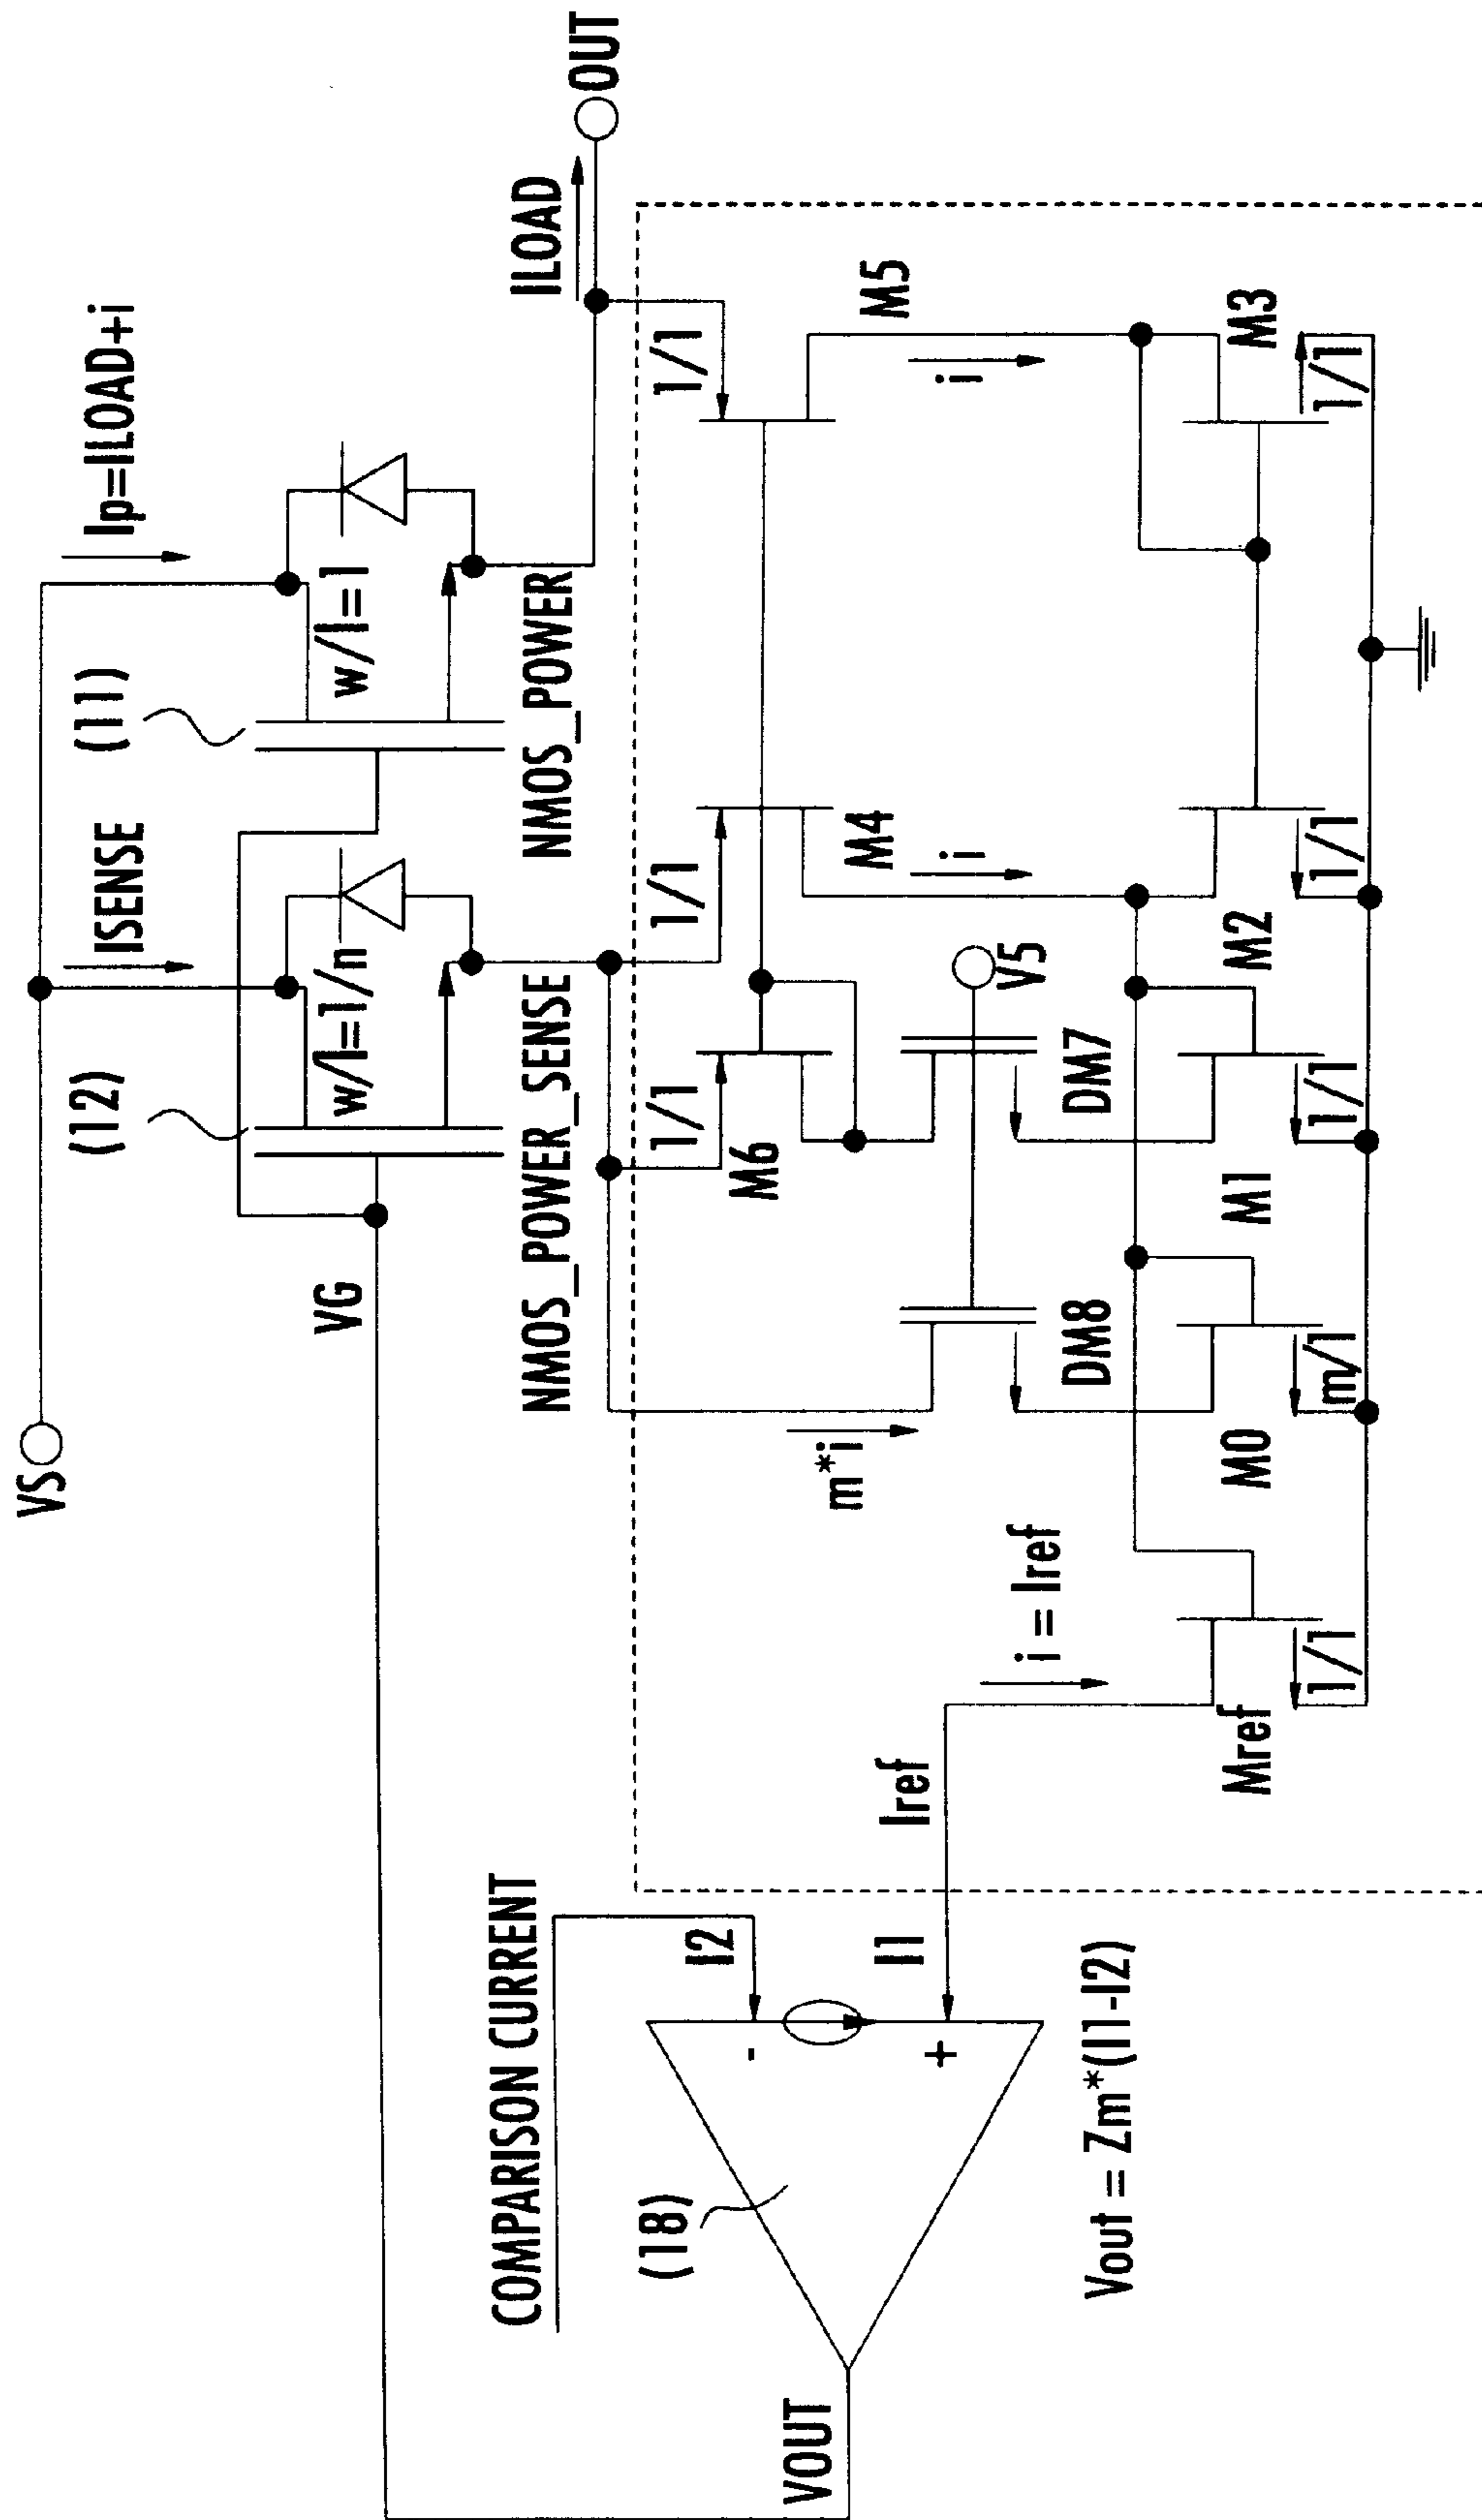 VS
ISENSE
Ip=ILOAD+i
(12)
(11)
w/l=1/n
w/l=1
VG
NMOS_POWER_SENSE
NMOS_POWER
ILOAD
OUT
COMPARISON CURRENT
(18)
I2
-
I1
+
VOUT
Vout = Zm*(I1-I2)
Iref
i = Iref
m*i
1/1
M6
1/1
M4
1/1
M5
i
i
V5
DM8
DM7
Mref
1/1
M0
m/1
M1
1/1
M2
1/1
M3
1/1